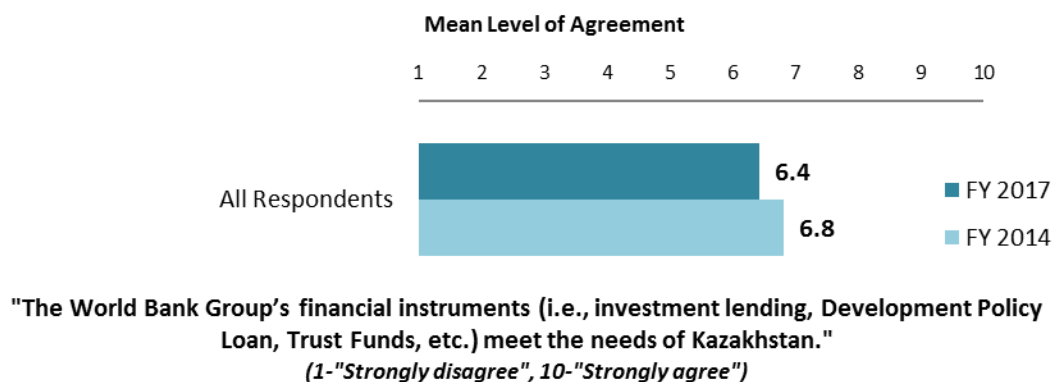 Mean Level of Agreement
1 2 3 4 5 6 7 8 9 10
All Respondents
6.4
6.8
FY 2017
FY 2014
"The World Bank Group’s financial instruments (i.e., investment lending, Development Policy
Loan, Trust Funds, etc.) meet the needs of Kazakhstan."
(1-"Strongly disagree", 10-"Strongly agree")